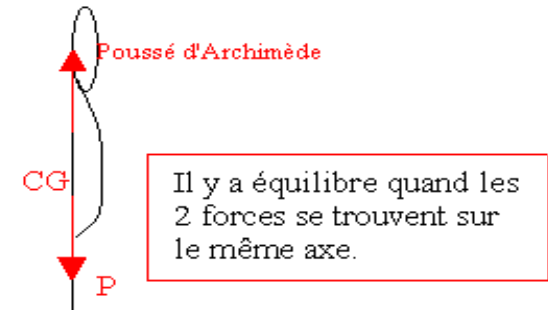 Poussé d'Archimède
CG
Il y a équilibre quand les
2 forces se trouvent sur
le même axe.
P